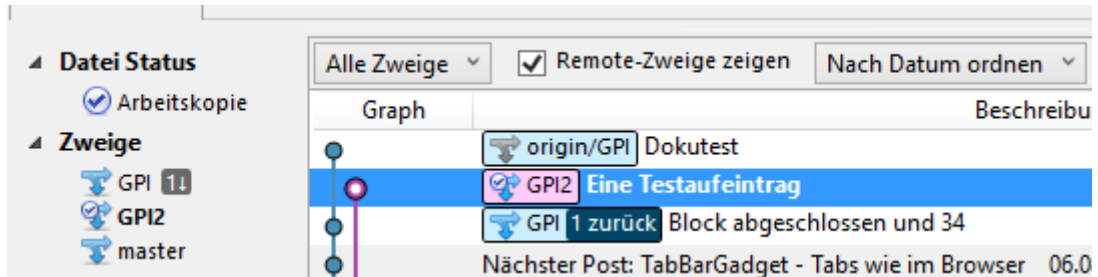 Datei Status
Arbeitskopie
Zweige
GPI 1↓
GPI2
master
Alle Zweige Remote-Zweige zeigen Nach Datum ordnen
Graph Beschreibu
origin/GPI Dokutest
GPI2 Eine Testaufeintrag
GPI 1 zurück Block abgeschlossen und 34
Nächster Post: TabBarGadget - Tabs wie im Browser 06.0